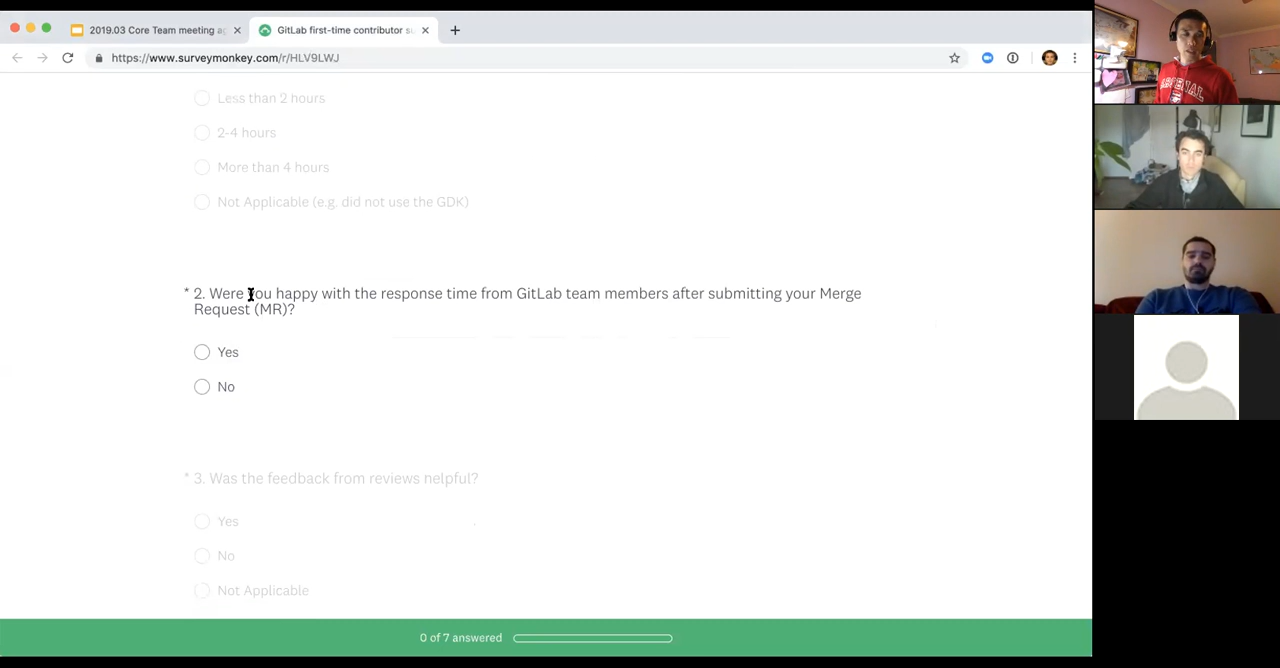 2019.03 Core Team meeting ag
GitLab first-time contributor su
https://www.surveymonkey.com/r/HLV9LWJ
Less than 2 hours
2-4 hours
More than 4 hours
Not Applicable (e.g. did not use the GDK)
* 2. Were you happy with the response time from GitLab team members after submitting your Merge
Request (MR)?
Yes
No
* 3. Was the feedback from reviews helpful?
Yes
No
Not Applicable
0 of 7 answered
ARSENAL